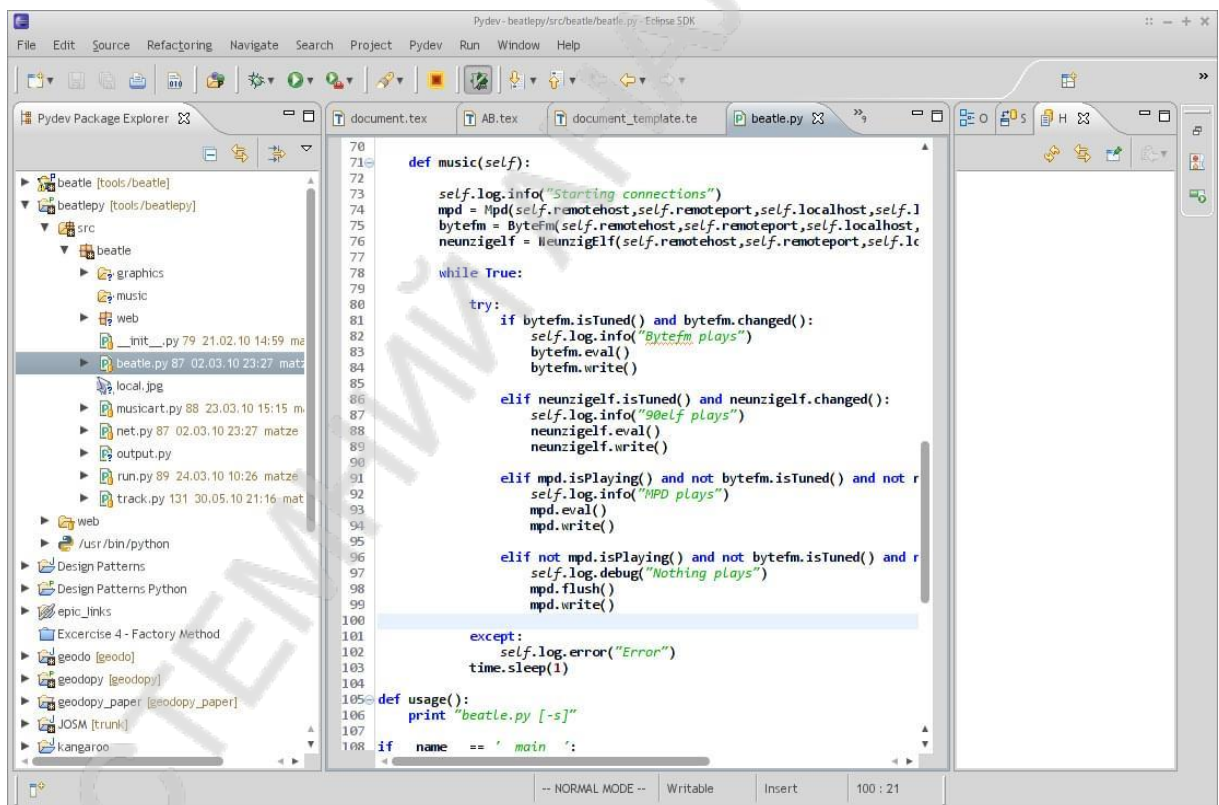 Pydev - beatlepy/src/beatle/beatle.py - Eclipse SDK
File Edit Source Refactoring Navigate Search Project Pydev Run Window Help
Pydev Package Explorer
document.tex AB.tex document_template.te beatle.py »9
O S H
beatle [tools/beatle]
beatlepy [tools/beatlepy]
src
beatle
graphics
music
web
__init__.py 79 21.02.10 14:59 ma
beatle.py 87 02.03.10 23:27 matz
local.jpg
musicart.py 88 23.03.10 15:15 m
net.py 87 02.03.10 23:27 matze
output.py
run.py 89 24.03.10 10:26 matze
track.py 131 30.05.10 21:16 mat
web
/usr/bin/python
Design Patterns
Design Patterns Python
epic_links
Excercise 4 - Factory Method
geodo [geodo]
geodopy [geodopy]
geodopy_paper [geodopy_paper]
JOSM [trunk]
kangaroo
70
71 def music(self):
72
73 self.log.info("Starting connections")
74 mpd = Mpd(self.remotehost,self.remoteport,self.localhost,self.l
75 bytefm = ByteFm(self.remotehost,self.remoteport,self.localhost,
76 neunzigelf = NeunzigElf(self.remotehost,self.remoteport,self.lc
77
78 while True:
79
80 try:
81 if bytefm.isTuned() and bytefm.changed():
82 self.log.info("Bytefm plays")
83 bytefm.eval()
84 bytefm.write()
85
86 elif neunzigelf.isTuned() and neunzigelf.changed():
87 self.log.info("90elf plays")
88 neunzigelf.eval()
89 neunzigelf.write()
90
91 elif mpd.isPlaying() and not bytefm.isTuned() and not r
92 self.log.info("MPD plays")
93 mpd.eval()
94 mpd.write()
95
96 elif not mpd.isPlaying() and not bytefm.isTuned() and r
97 self.log.debug("Nothing plays")
98 mpd.flush()
99 mpd.write()
100
101 except:
102 self.log.error("Error")
103 time.sleep(1)
104
105 def usage():
106 print "beatle.py [-s]"
107
108 if __name__ == '__main__':
-- NORMAL MODE -- Writable Insert 100 : 21